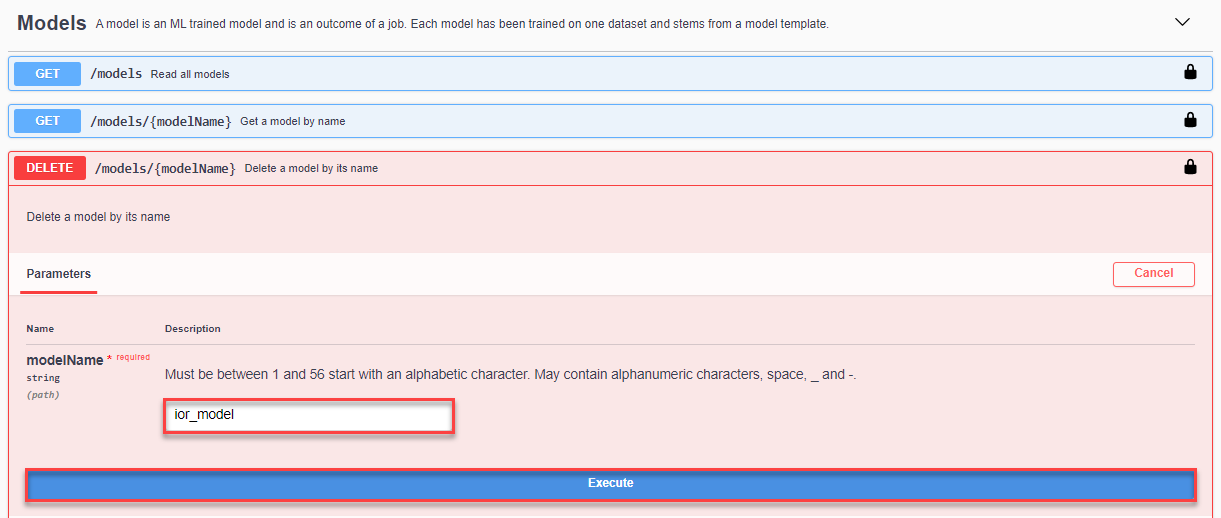 Models A model is an ML trained model and is an outcome of a job. Each model has been trained on one dataset and stems from a model template.
GET /models Read all models
GET /models/{modelName} Get a model by name
DELETE /models/{modelName} Delete a model by its name
Delete a model by its name
Parameters Cancel
Name Description
modelName * required
string
(path)
Must be between 1 and 56 start with an alphabetic character. May contain alphanumeric characters, space, _ and -.
ior_model
Execute